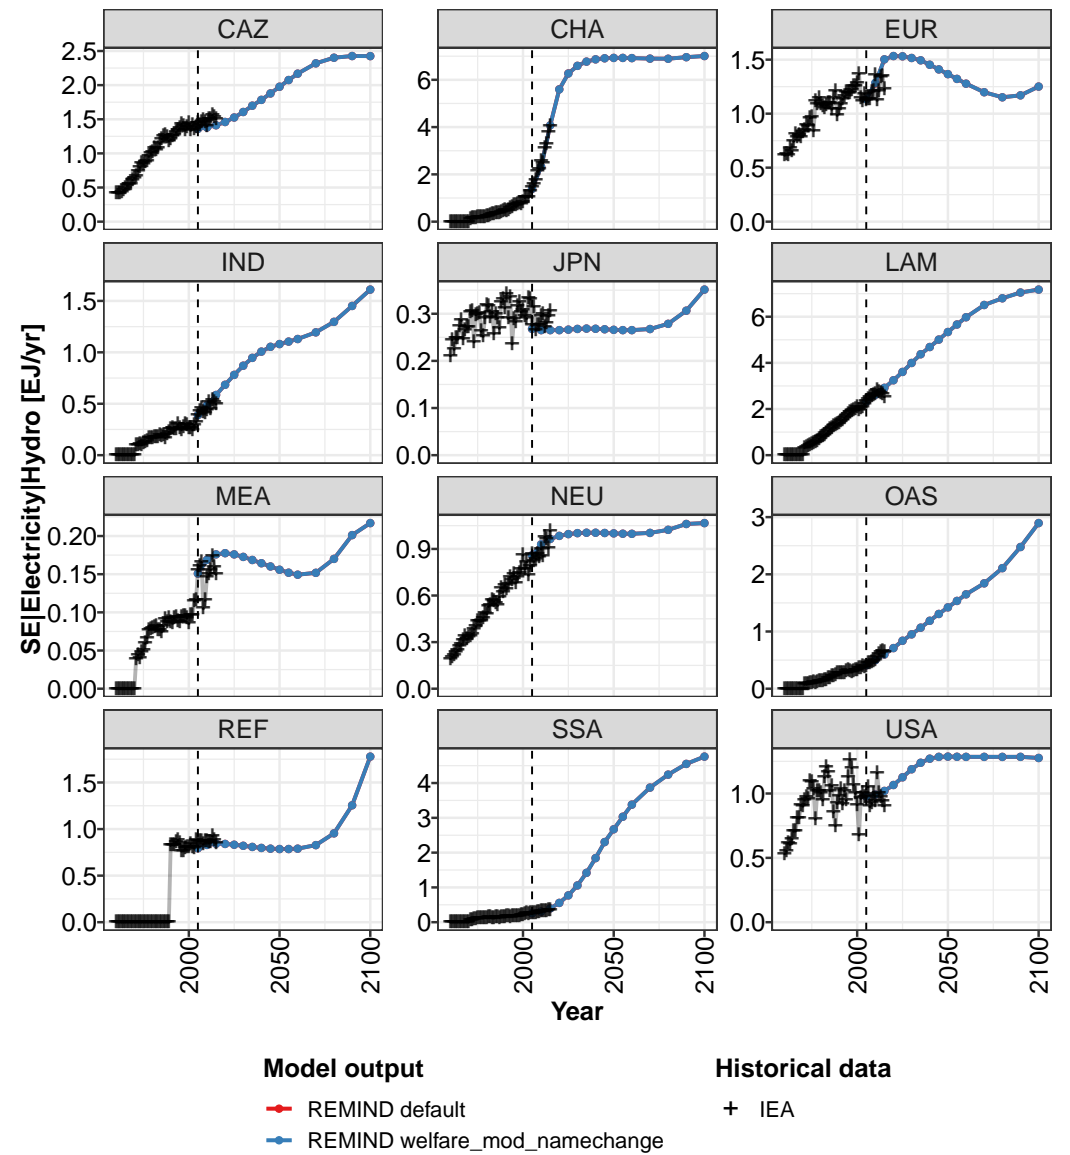 CAZ CHA EUR
2.5 2.0 1.5 1.0 0.5 0.0
6 4 2 0
1.5 1.0 0.5 0.0
IND JPN LAM
1.5 1.0 0.5 0.0
0.3 0.2 0.1 0.0
6 4 2 0
MEA NEU OAS
0.20 0.15 0.10 0.05 0.00
0.9 0.6 0.3 0.0
3 2 1 0
REF SSA USA
1.5 1.0 0.5 0.0
4 3 2 1 0
1.0 0.5 0.0
SE|Electricity|Hydro [EJ/yr]
2000 2050 2100 2000 2050 2100 2000 2050 2100
Year
Model output Historical data
REMIND default IEA
REMIND welfare_mod_namechange